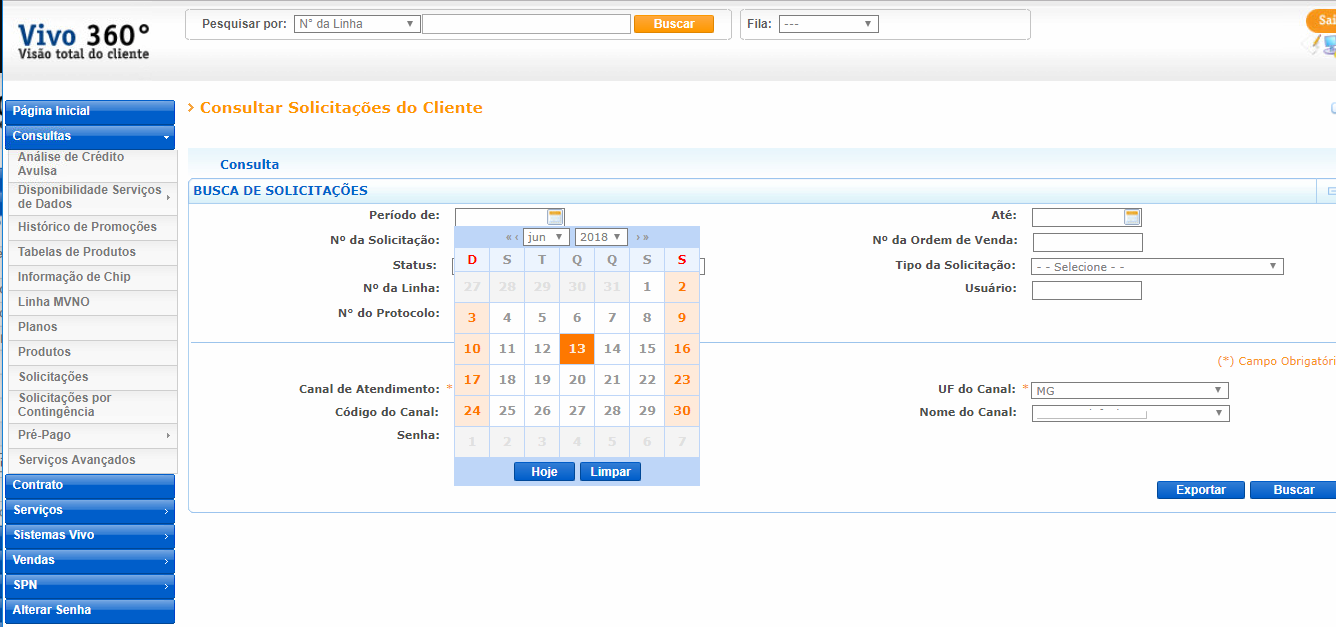 Vivo 360°
Visão total do cliente
Pesquisar por: N° da Linha Buscar Fila: ---
Página Inicial
Consultas
Análise de Crédito
Avulsa
Disponibilidade Serviços
de Dados
Histórico de Promoções
Tabelas de Produtos
Informação de Chip
Linha MVNO
Planos
Produtos
Solicitações
Solicitações por
Contingência
Pré-Pago
Serviços Avançados
Contrato
Serviços
Sistemas Vivo
Vendas
SPN
Alterar Senha
> Consultar Solicitações do Cliente
Consulta
BUSCA DE SOLICITAÇÕES
Período de: Até:
Nº da Solicitação: Nº da Ordem de Venda:
Status: Tipo da Solicitação: - - Selecione - -
Nº da Linha: Usuário:
N° do Protocolo:
« ‹ jun 2018 › »
D S T Q Q S S
27 28 29 30 31 1 2
3 4 5 6 7 8 9
10 11 12 13 14 15 16
17 18 19 20 21 22 23
24 25 26 27 28 29 30
1 2 3 4 5 6 7
Hoje Limpar
(*) Campo Obrigatóri
Canal de Atendimento: * UF do Canal: * MG
Código do Canal: Nome do Canal:
Senha:
Exportar Buscar